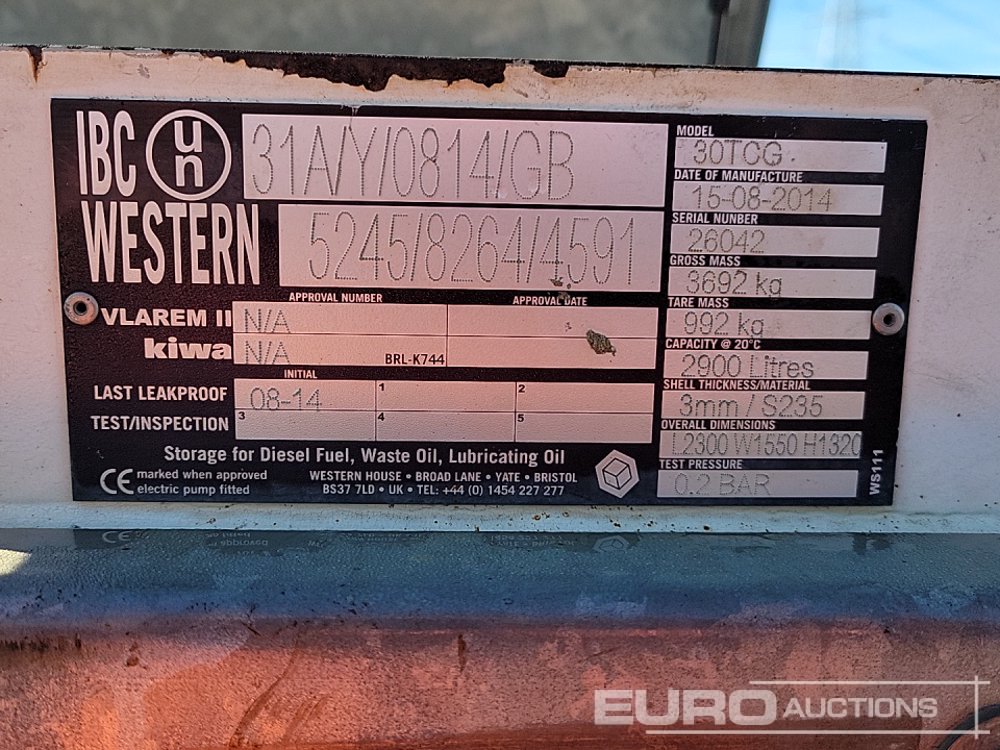 IBC
un
31A/Y/0814/GB
WESTERN
5245/8264/4591
APPROVAL NUMBER
APPROVAL DATE
VLAREM II
N/A
kiwa
N/A
BRL-K744
INITIAL
LAST LEAKPROOF
TEST/INSPECTION
08-14
1
2
3
4
5
Storage for Diesel Fuel, Waste Oil, Lubricating Oil
CE marked when approved
electric pump fitted
WESTERN HOUSE • BROAD LANE • YATE • BRISTOL
BS37 7LD • UK • TEL: +44 (0) 1454 227 277
MODEL
30TCG
DATE OF MANUFACTURE
15-08-2014
SERIAL NUNBER
26042
GROSS MASS
3692 kg
TARE MASS
992 kg
CAPACITY @ 20°C
2900 Litres
SHELL THICKNESS/MATERIAL
3mm / S235
OVERALL DIMENSIONS
L2300 W1550 H1320
TEST PRESSURE
0.2 BAR
WS111
EURO AUCTIONS